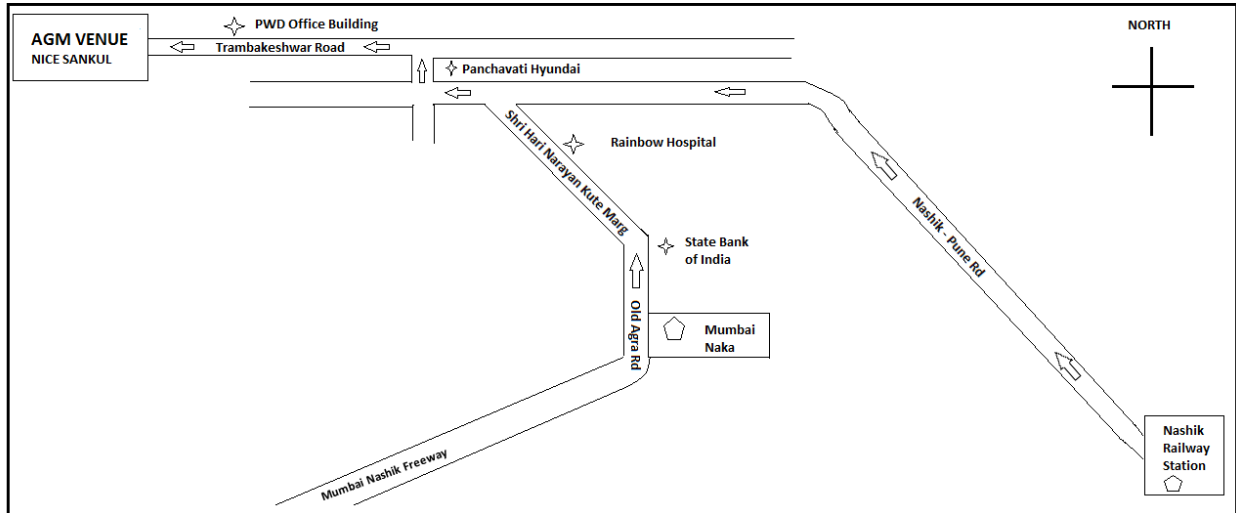 AGM VENUE
NICE SANKUL
PWD Office Building
Trambakeshwar Road
NORTH
Panchavati Hyundai
Shri Hari Narayan Kute Marg
Rainbow Hospital
Nashik - Pune Rd
State Bank
of India
Old Agra Rd
Mumbai
Naka
Mumbai Nashik Freeway
Nashik
Railway
Station